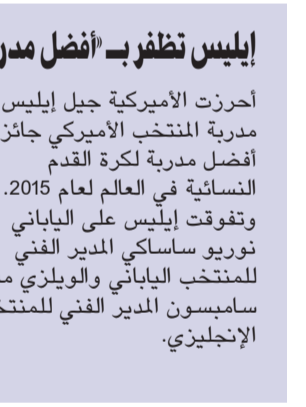 إيليس تظفر بـ «أفضل
أحرزت الأميركية جيل إيليس
مدربة المنتخب الأميركي
أفضل مدربة لكرة القدم
النسائية في العالم لعام 2015.
وتفوقت إيليس على الياباني
نوريو ساساكي المدير الفني
للمنتخب الياباني والويلزي
سامبسون المدير الفني
الإنجليزي.